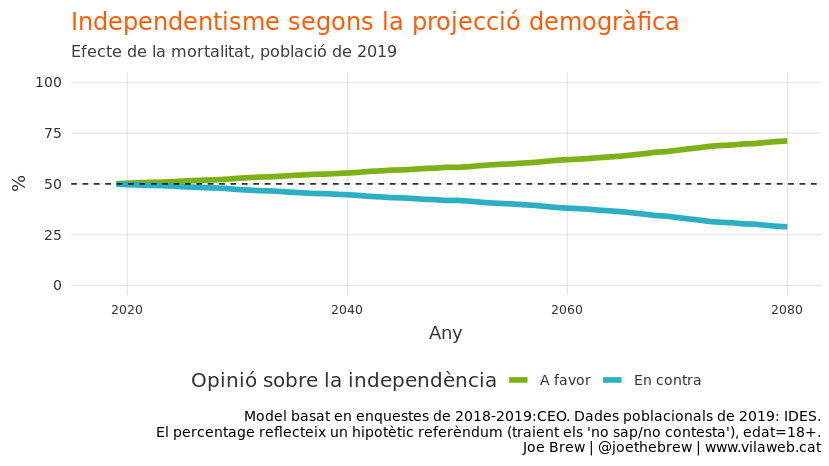 Independentisme segons la projecció demogràfica
Efecte de la mortalitat, població de 2019
100
75
50
25
0
%
2020 2040 2060 2080
Any
Opinió sobre la independència A favor En contra
Model basat en enquestes de 2018-2019:CEO. Dades poblacionals de 2019: IDES.
El percentage reflecteix un hipotètic referèndum (traient els 'no sap/no contesta'), edat=18+.
Joe Brew | @joethebrew | www.vilaweb.cat